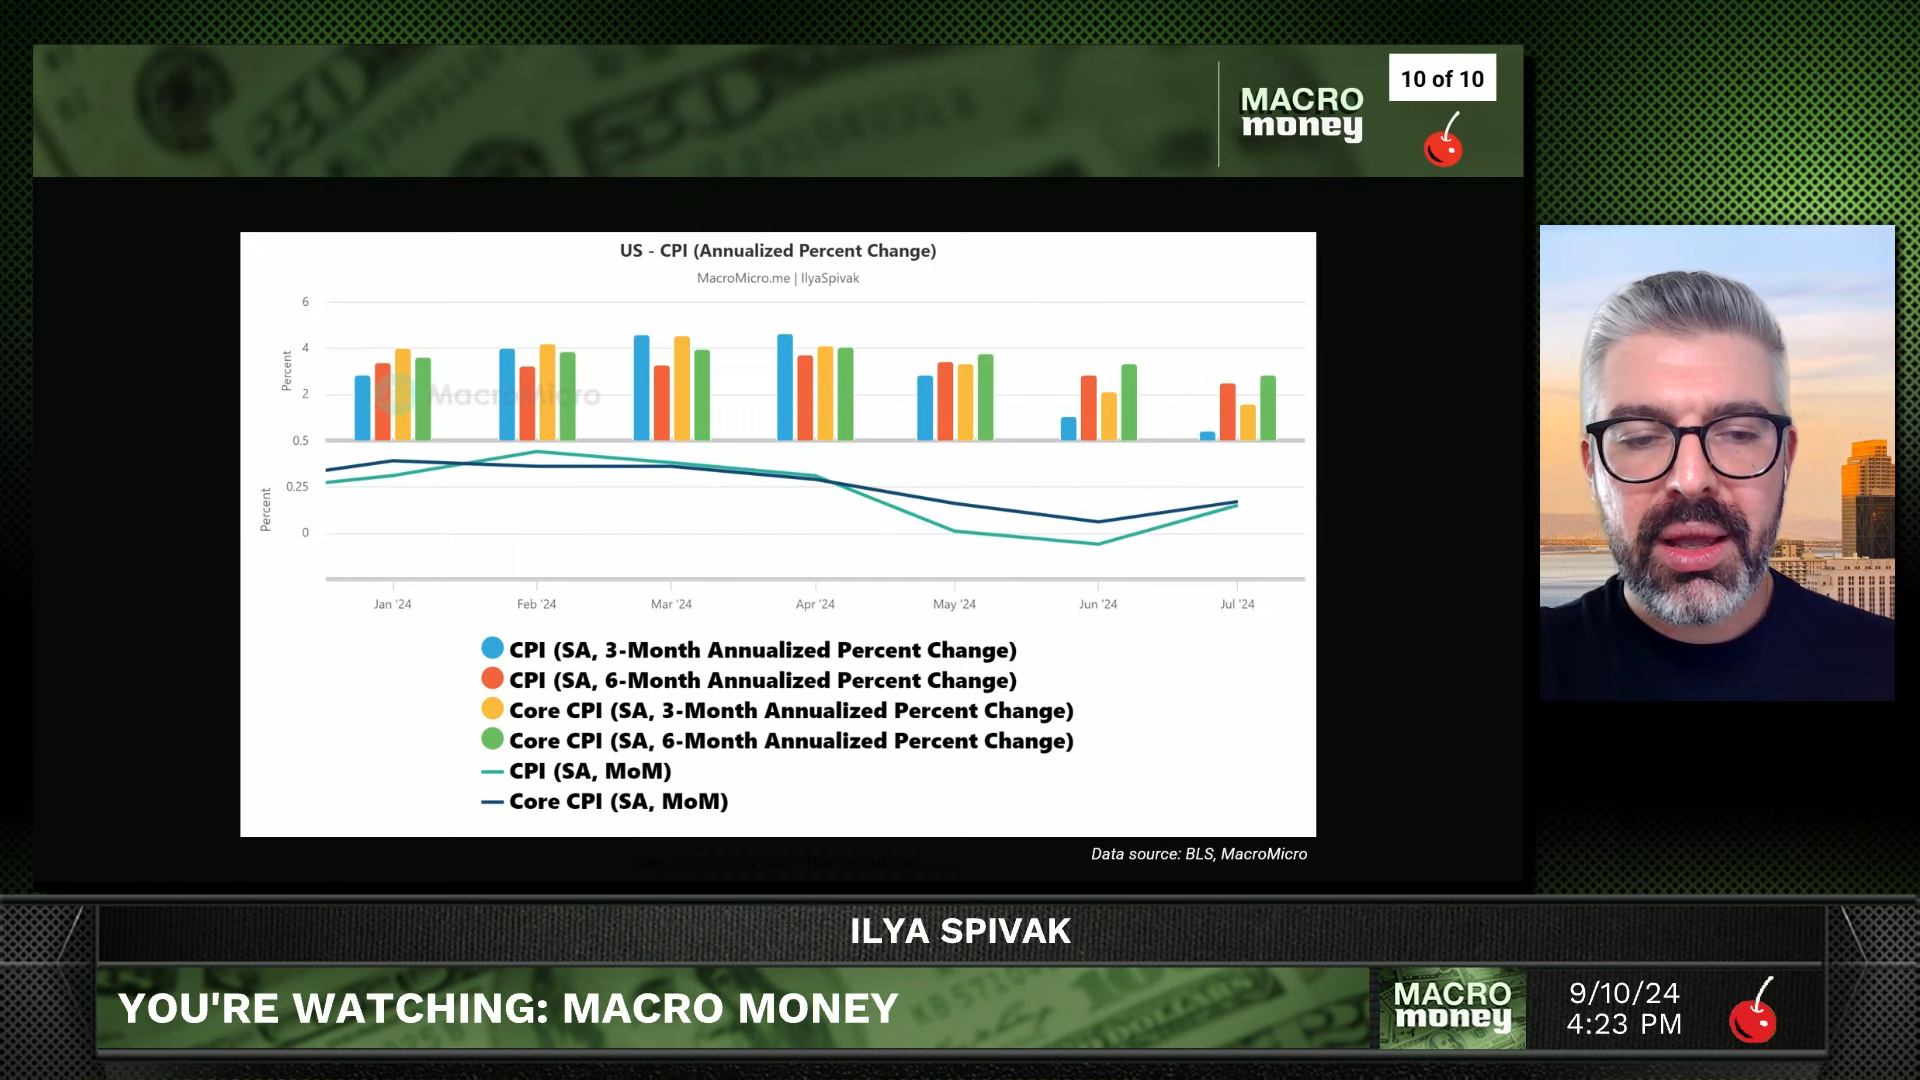 MACRO
money
10 of 10
US - CPI (Annualized Percent Change)
MacroMicro.me | IlyaSpivak
6
4
2
0.5
Percent
MacroMicro
0.25
0
Percent
Jan '24 Feb '24 Mar '24 Apr '24 May '24 Jun '24 Jul '24
CPI (SA, 3-Month Annualized Percent Change)
CPI (SA, 6-Month Annualized Percent Change)
Core CPI (SA, 3-Month Annualized Percent Change)
Core CPI (SA, 6-Month Annualized Percent Change)
CPI (SA, MoM)
Core CPI (SA, MoM)
Data source: BLS, MacroMicro
ILYA SPIVAK
YOU'RE WATCHING: MACRO MONEY
MACRO
money
9/10/24
4:23 PM